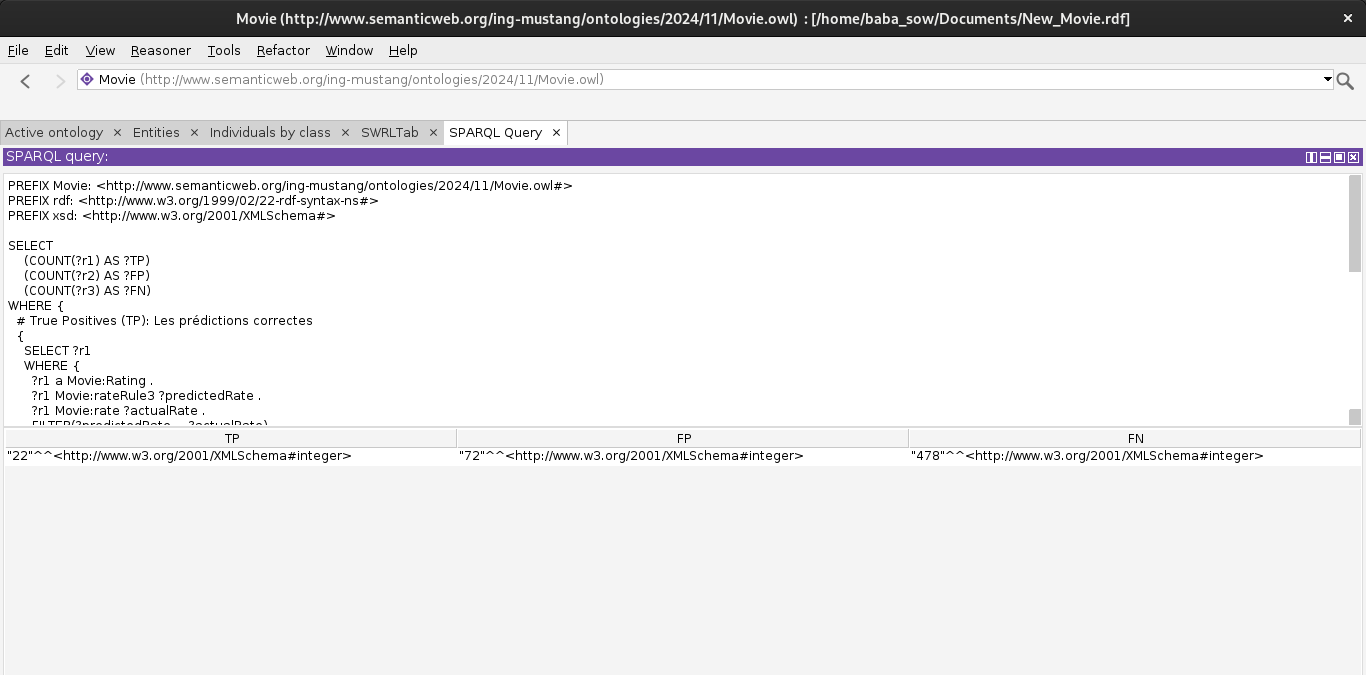 Movie (http://www.semanticweb.org/ing-mustang/ontologies/2024/11/Movie.owl) : [/home/baba_sow/Documents/New_Movie.rdf]
File Edit View Reasoner Tools Refactor Window Help
Movie (http://www.semanticweb.org/ing-mustang/ontologies/2024/11/Movie.owl)
Active ontology × Entities × Individuals by class × SWRLTab × SPARQL Query ×
SPARQL query:
PREFIX Movie: <http://www.semanticweb.org/ing-mustang/ontologies/2024/11/Movie.owl#>
PREFIX rdf: <http://www.w3.org/1999/02/22-rdf-syntax-ns#>
PREFIX xsd: <http://www.w3.org/2001/XMLSchema#>
SELECT
(COUNT(?r1) AS ?TP)
(COUNT(?r2) AS ?FP)
(COUNT(?r3) AS ?FN)
WHERE {
# True Positives (TP): Les prédictions correctes
{
SELECT ?r1
WHERE {
?r1 a Movie:Rating .
?r1 Movie:rateRule3 ?predictedRate .
?r1 Movie:rate ?actualRate .
FILTER(?predictedRate ?actualRate)
TP FP FN
"22"^^<http://www.w3.org/2001/XMLSchema#integer> "72"^^<http://www.w3.org/2001/XMLSchema#integer> "478"^^<http://www.w3.org/2001/XMLSchema#integer>